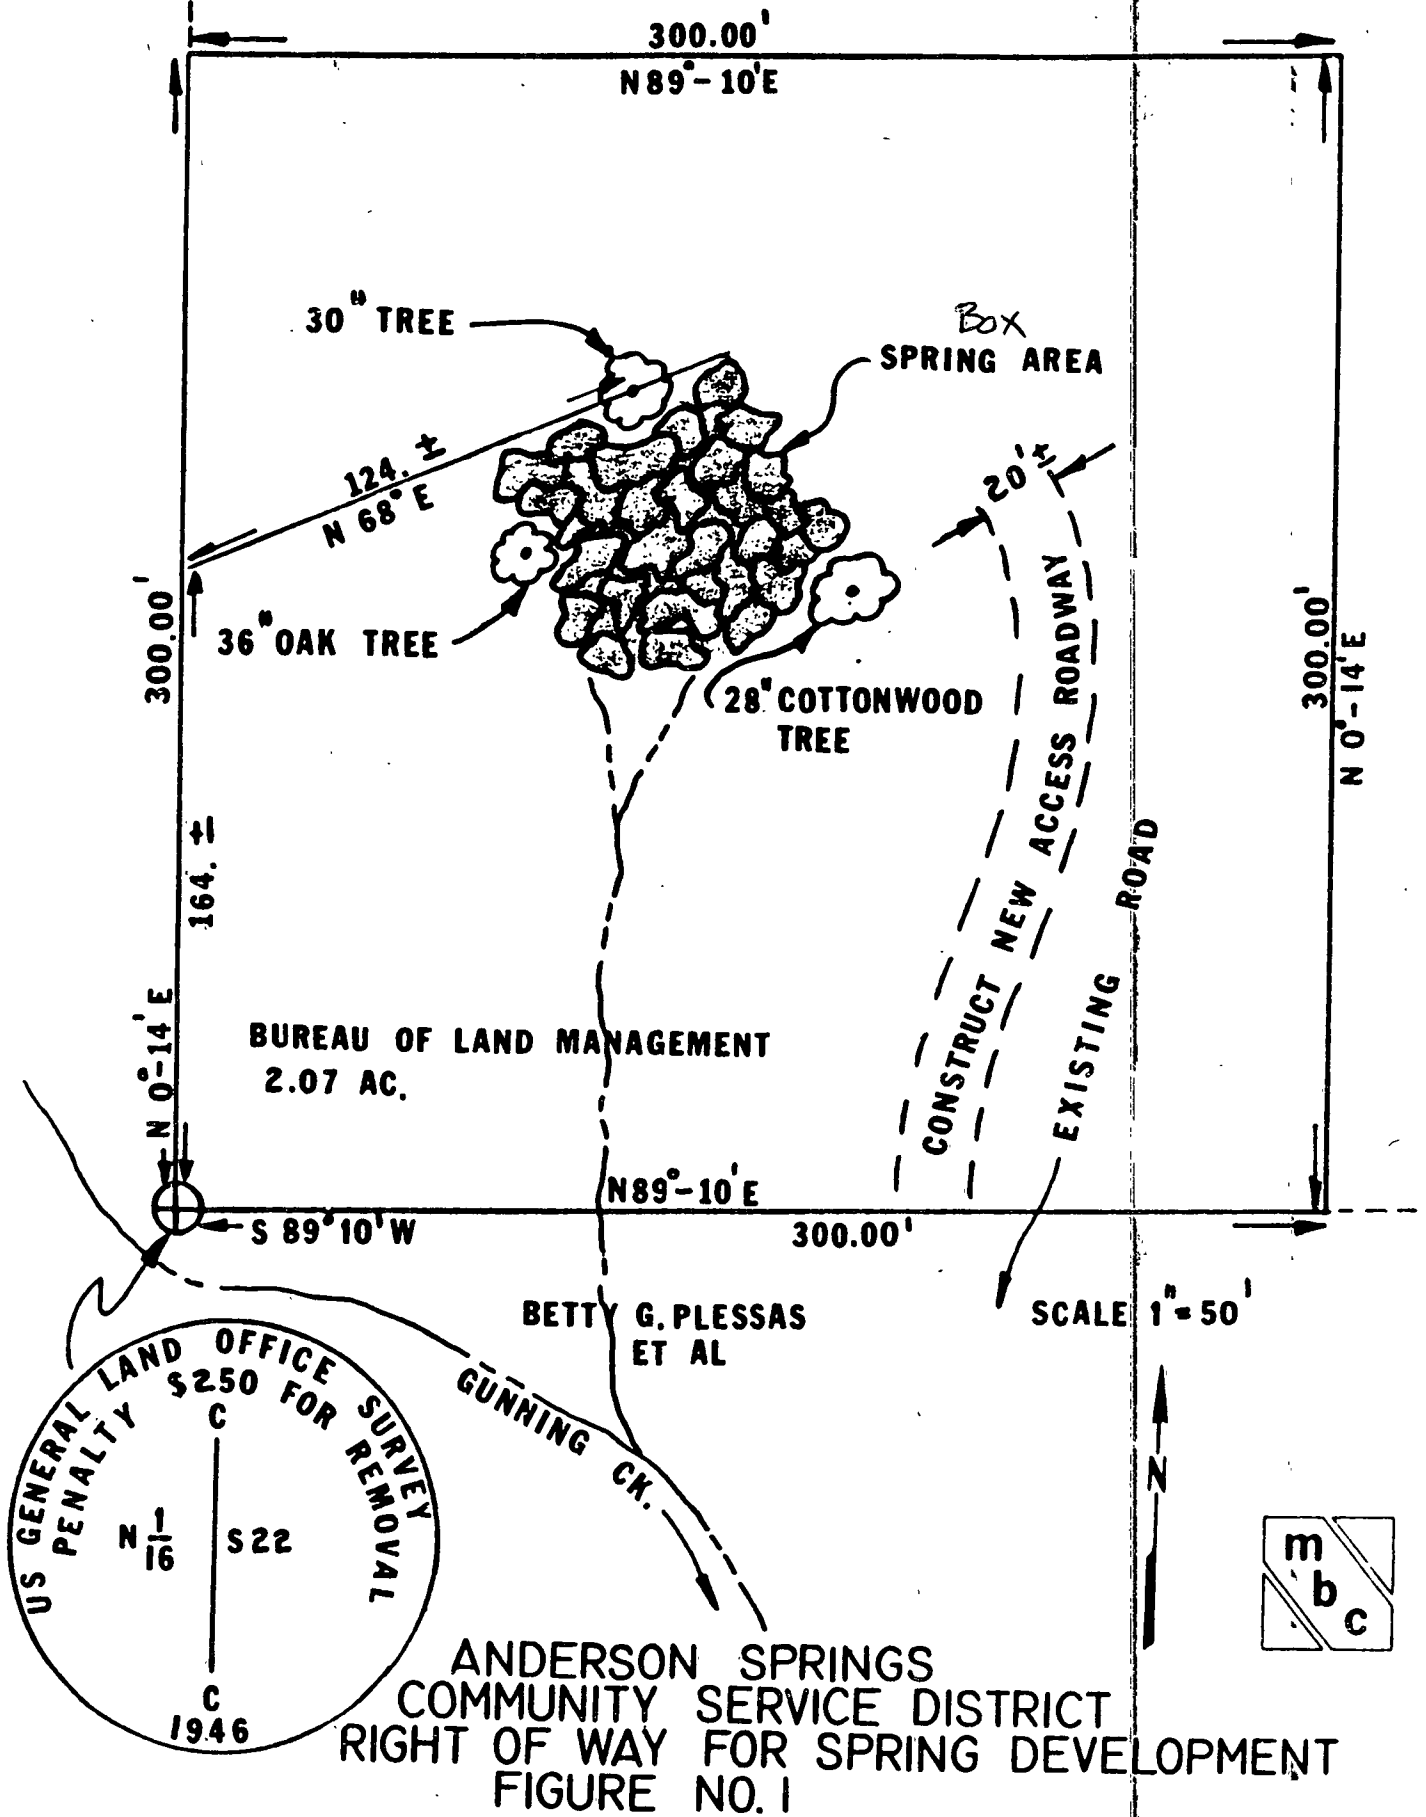 300.00'
N 89°-10'E
30" TREE
Box
SPRING AREA
124. ±
N 68° E
20'±
36" OAK TREE
300.00'
28" COTTONWOOD
TREE
300.00'
N 0°-14'E
CONSTRUCT NEW ACCESS ROADWAY
EXISTING ROAD
164. ±
N 0°-14'E
BUREAU OF LAND MANAGEMENT
2.07 AC.
N89°-10'E
S 89°10'W
300.00'
BETTY G. PLESSAS
ET AL
SCALE 1"=50'
GUNNING CK.
US GENERAL LAND OFFICE SURVEY
PENALTY $250 FOR REMOVAL
C
N 1/16 S22
C
1946
N
m
b
c
ANDERSON SPRINGS
COMMUNITY SERVICE DISTRICT
RIGHT OF WAY FOR SPRING DEVELOPMENT
FIGURE NO. 1